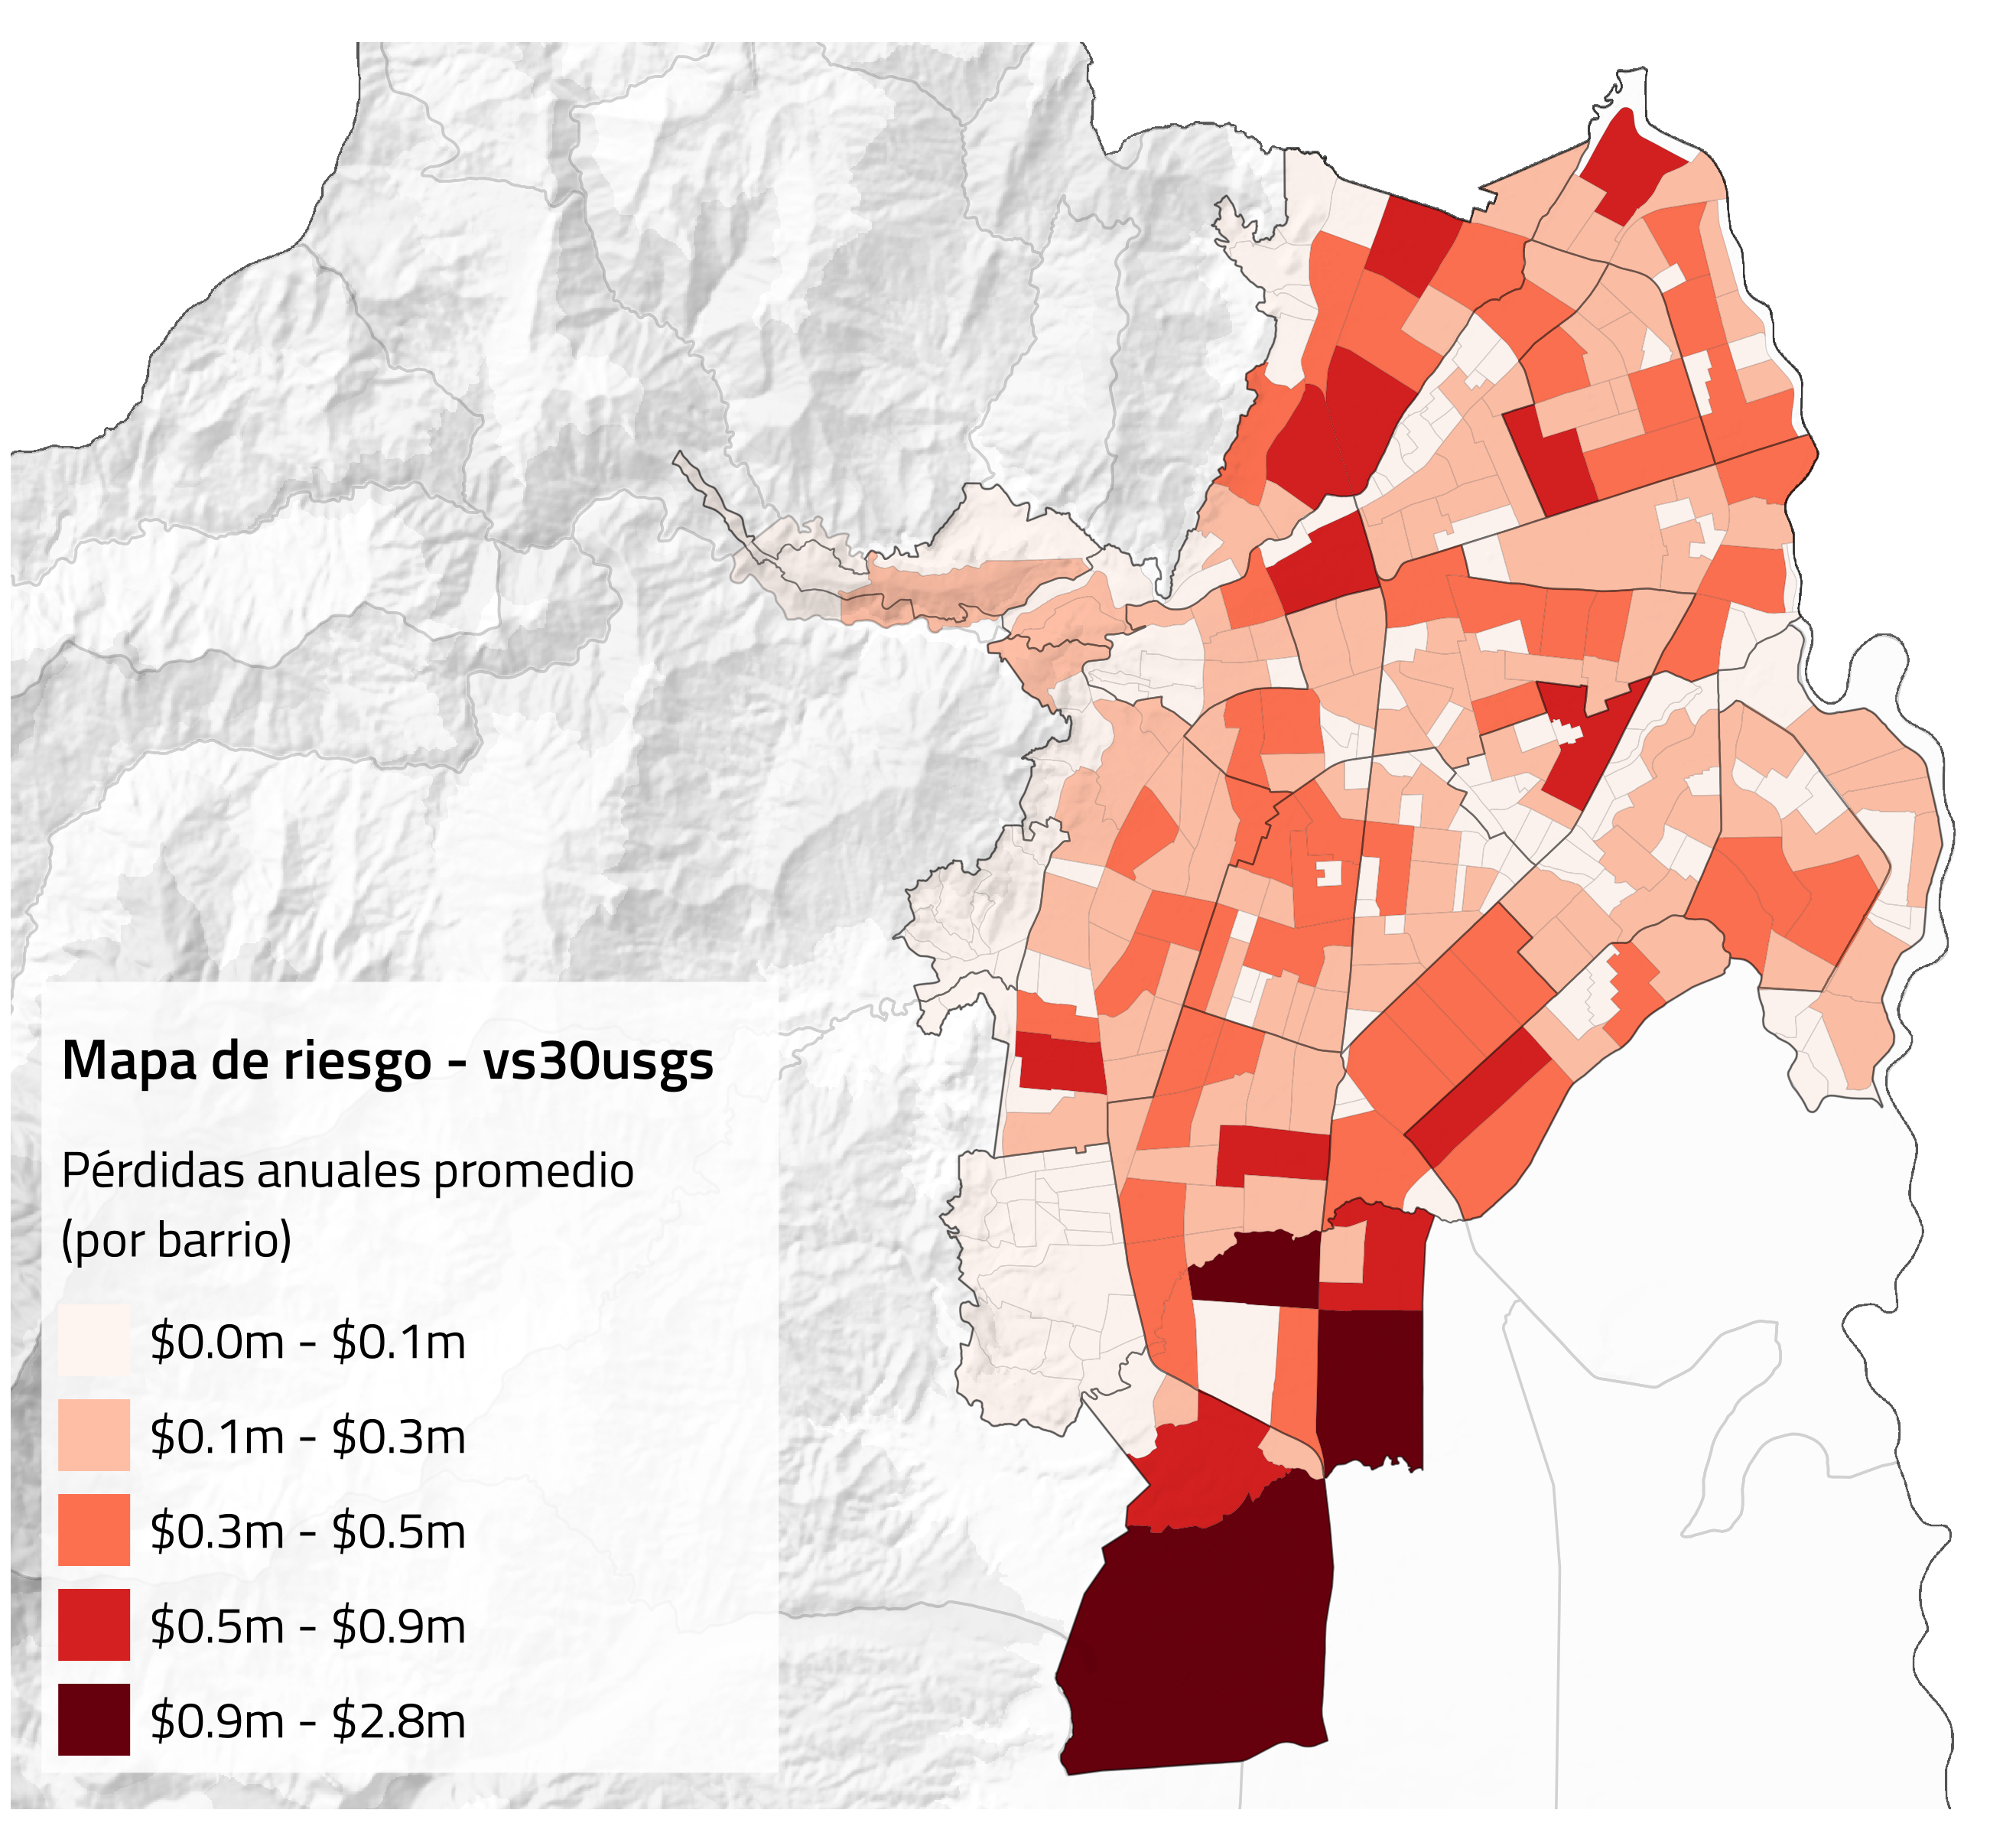 Mapa de riesgo - vs30usgs
Pérdidas anuales promedio
(por barrio)
$0.0m - $0.1m
$0.1m - $0.3m
$0.3m - $0.5m
$0.5m - $0.9m
$0.9m - $2.8m